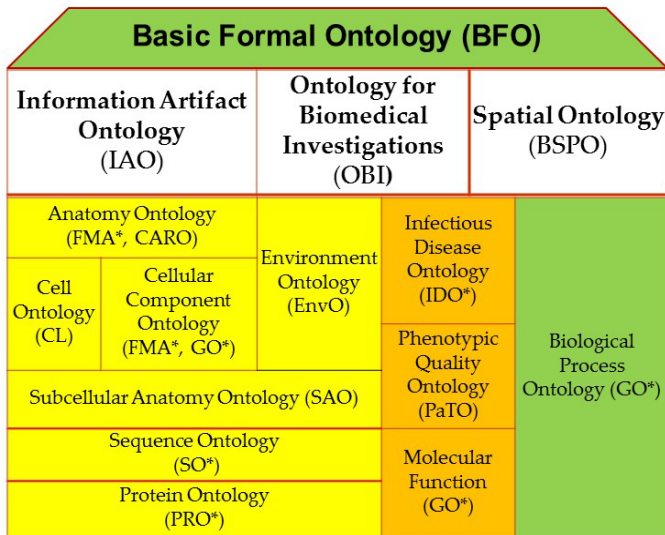 Basic Formal Ontology (BFO)
Information Artifact
Ontology
(IAO)
Ontology for
Biomedical
Investigations
(OBI)
Spatial Ontology
(BSPO)
Anatomy Ontology
(FMA*, CARO)
Cell
Ontology
(CL)
Cellular
Component
Ontology
(FMA*, GO*)
Environment
Ontology
(EnvO)
Subcellular Anatomy Ontology (SAO)
Sequence Ontology
(SO*)
Protein Ontology
(PRO*)
Infectious
Disease
Ontology
(IDO*)
Phenotypic
Quality
Ontology
(PaTO)
Molecular
Function
(GO*)
Biological
Process
Ontology (GO*)